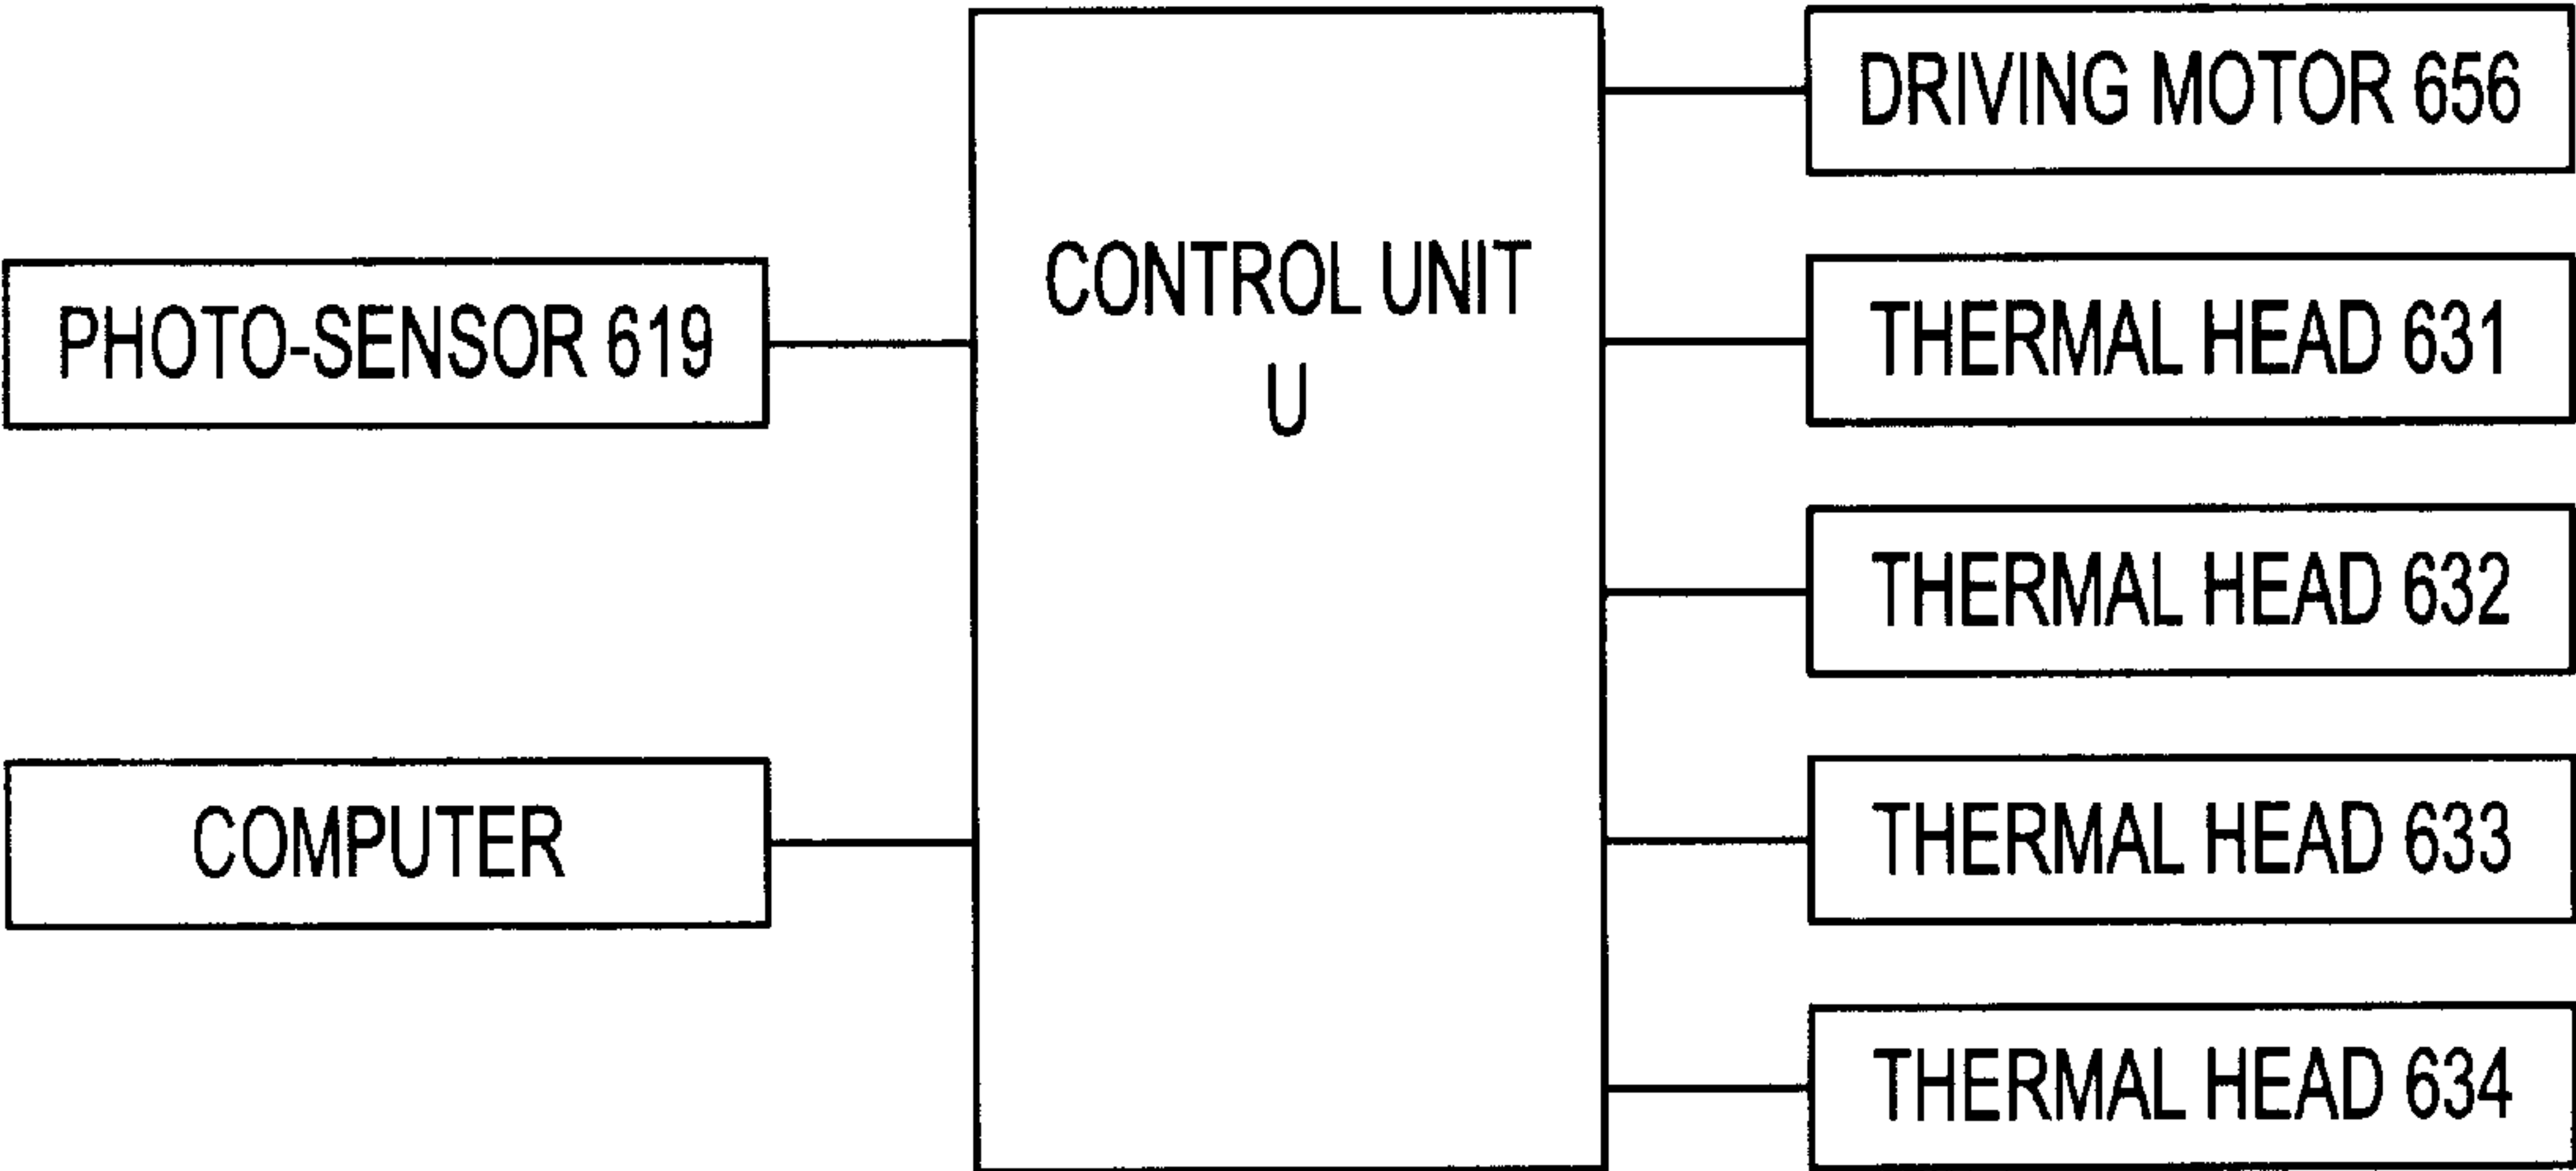 PHOTO-SENSOR 619
COMPUTER
CONTROL UNIT
U
DRIVING MOTOR 656
THERMAL HEAD 631
THERMAL HEAD 632
THERMAL HEAD 633
THERMAL HEAD 634